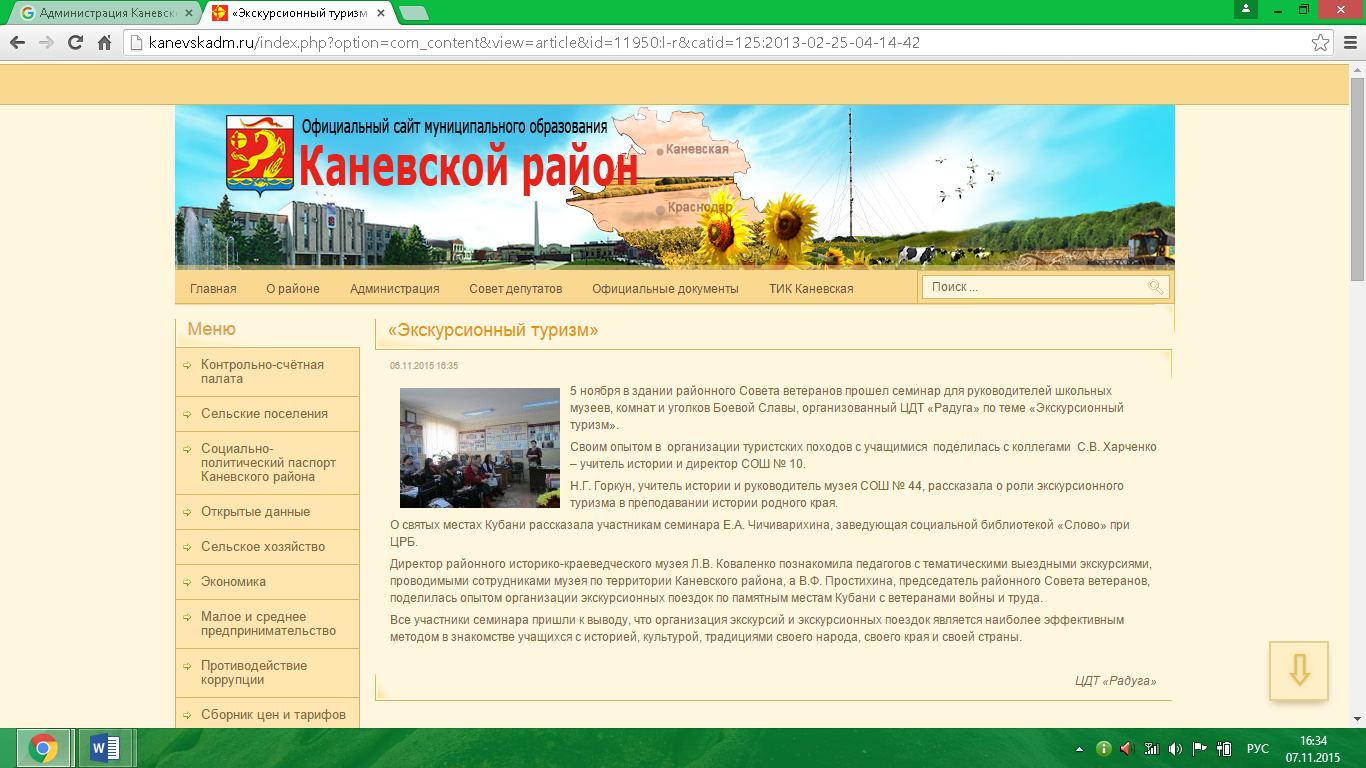 Администрация Каневск
«Экскурсионный туризм
kanevskadm.ru/index.php?option=com_content&view=article&id=11950:l-r&catid=125:2013-02-25-04-14-42
Официальный сайт муниципального образования
Каневской район
Каневская
Краснодар
Главная О районе Администрация Совет депутатов Официальные документы ТИК Каневская Поиск ...
Меню
Контрольно-счётная
палата
Сельские поселения
Социально-
политический паспорт
Каневского района
Открытые данные
Сельское хозяйство
Экономика
Малое и среднее
предпринимательство
Противодействие
коррупции
Сборник цен и тарифов
«Экскурсионный туризм»
06.11.2015 16:35
5 ноября в здании районного Совета ветеранов прошел семинар для руководителей школьных
музеев, комнат и уголков Боевой Славы, организованный ЦДТ «Радуга» по теме «Экскурсионный
туризм».
Своим опытом в организации туристских походов с учащимися поделилась с коллегами С.В. Харченко
– учитель истории и директор СОШ № 10.
Н.Г. Горкун, учитель истории и руководитель музея СОШ № 44, рассказала о роли экскурсионного
туризма в преподавании истории родного края.
О святых местах Кубани рассказала участникам семинара Е.А. Чичиварихина, заведующая социальной библиотекой «Слово» при
ЦРБ.
Директор районного историко-краеведческого музея Л.В. Коваленко познакомила педагогов с тематическими выездными экскурсиями,
проводимыми сотрудниками музея по территории Каневского района, а В.Ф. Простихина, председатель районного Совета ветеранов,
поделилась опытом организации экскурсионных поездок по памятным местам Кубани с ветеранами войны и труда.
Все участники семинара пришли к выводу, что организация экскурсий и экскурсионных поездок является наиболее эффективным
методом в знакомстве учащихся с историей, культурой, традициями своего народа, своего края и своей страны.
ЦДТ «Радуга»
РУС
16:34
07.11.2015